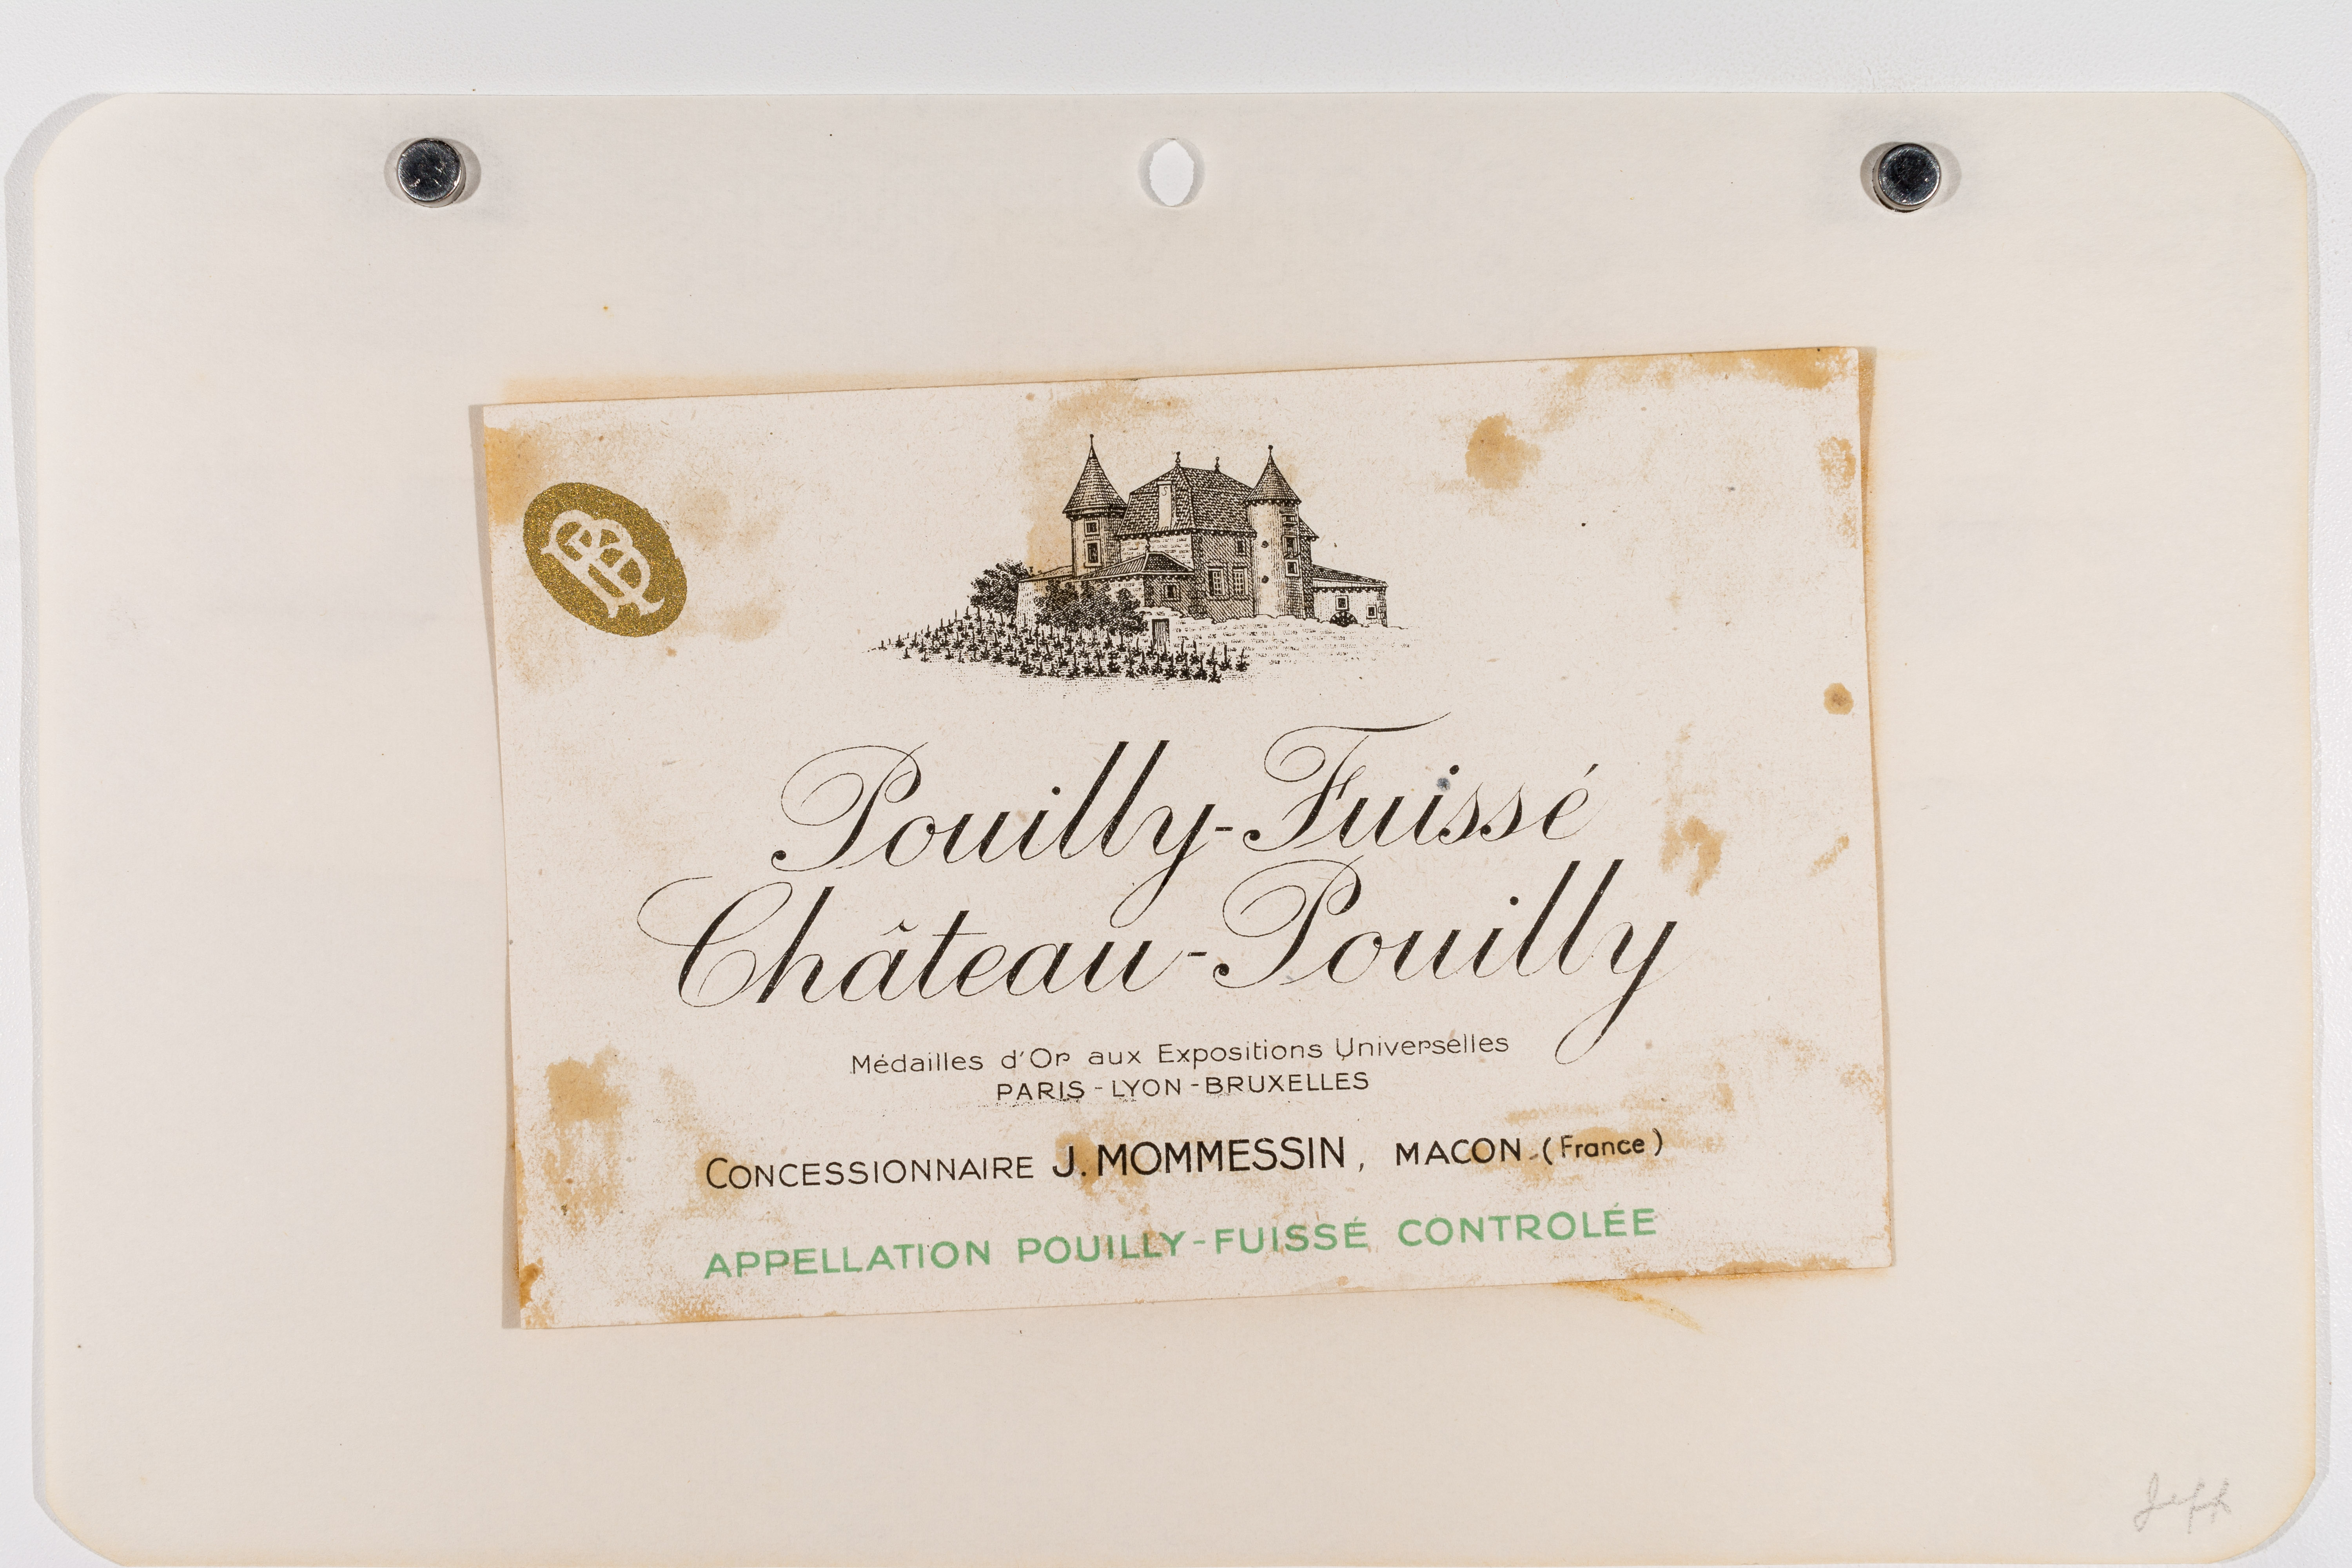 Pouilly-Fuissé
Château-Pouilly
Médailles d'Or aux Expositions Universelles
PARIS - LYON - BRUXELLES
CONCESSIONNAIRE J. MOMMESSIN, MACON (France)
APPELLATION POUILLY-FUISSÉ CONTROLÉE
Jeff